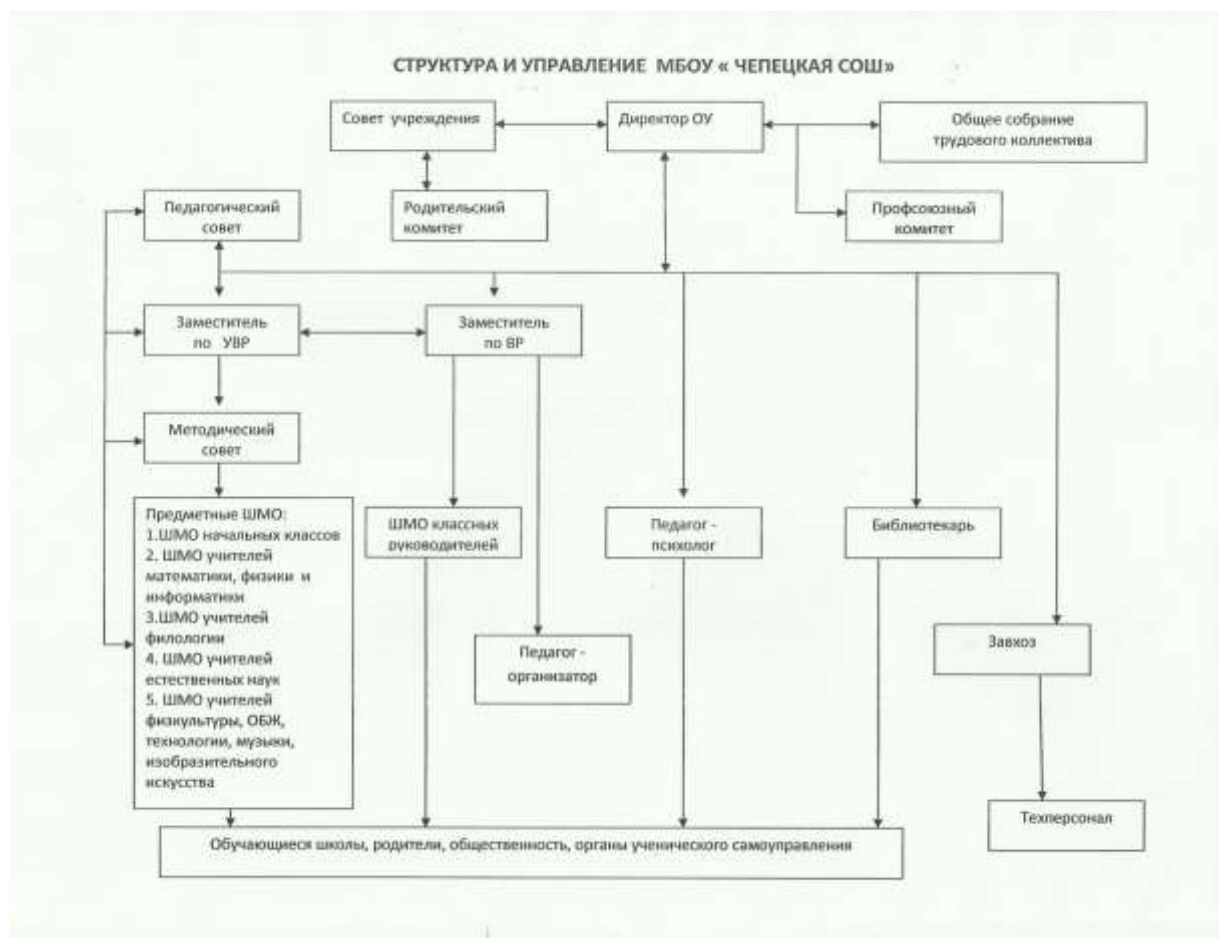 СТРУКТУРА И УПРАВЛЕНИЕ МБОУ « ЧЕПЕЦКАЯ СОШ»
Совет учреждения
Директор ОУ
Общее собрание
трудового коллектива
Педагогический
совет
Родительский
комитет
Профсоюзный
комитет
Заместитель
по УВР
Заместитель
по ВР
Методический
совет
Предметные ШМО:
1.ШМО начальных классов
2. ШМО учителей
математики, физики и
информатики
3.ШМО учителей
филологии
4. ШМО учителей
естественных наук
5. ШМО учителей
физкультуры, ОБЖ,
технологии, музыки,
изобразительного
искусства
ШМО классных
руководителей
Педагог -
психолог
Библиотекарь
Педагог -
организатор
Завхоз
Техперсонал
Обучающиеся школы, родители, общественность, органы ученического самоуправления